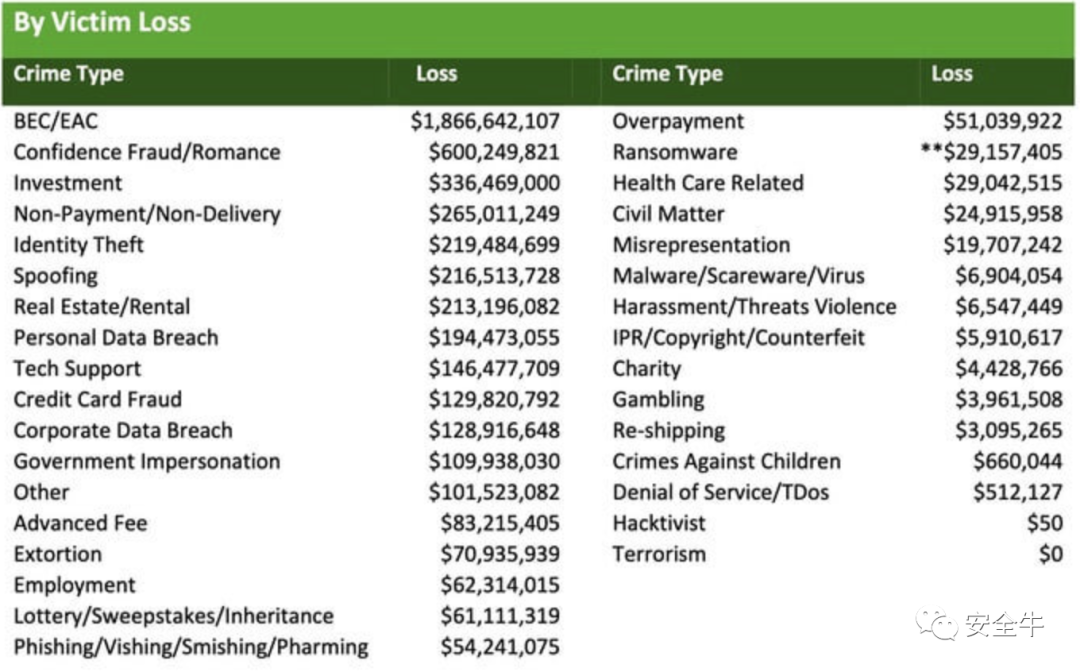 By Victim Loss
Crime Type Loss Crime Type Loss
BEC/EAC $1,866,642,107 Overpayment $51,039,922
Confidence Fraud/Romance $600,249,821 Ransomware **$29,157,405
Investment $336,469,000 Health Care Related $29,042,515
Non-Payment/Non-Delivery $265,011,249 Civil Matter $24,915,958
Identity Theft $219,484,699 Misrepresentation $19,707,242
Spoofing $216,513,728 Malware/Scareware/Virus $6,904,054
Real Estate/Rental $213,196,082 Harassment/Threats Violence $6,547,449
Personal Data Breach $194,473,055 IPR/Copyright/Counterfeit $5,910,617
Tech Support $146,477,709 Charity $4,428,766
Credit Card Fraud $129,820,792 Gambling $3,961,508
Corporate Data Breach $128,916,648 Re-shipping $3,095,265
Government Impersonation $109,938,030 Crimes Against Children $660,044
Other $101,523,082 Denial of Service/TDos $512,127
Advanced Fee $83,215,405 Hacktivist $50
Extortion $70,935,939 Terrorism $0
Employment $62,314,015
Lottery/Sweepstakes/Inheritance $61,111,319
Phishing/Vishing/Smishing/Pharming $54,241,075
安全牛